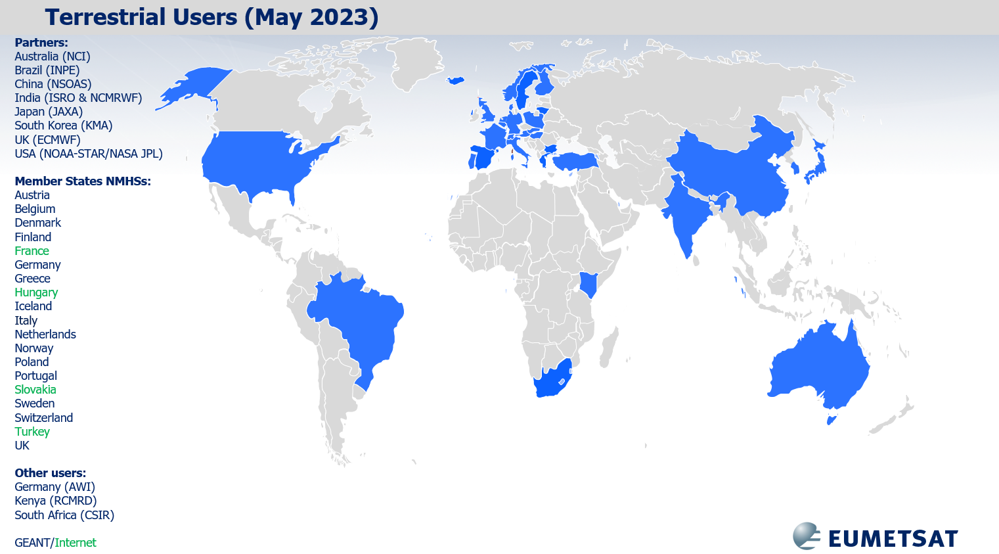 Terrestrial Users (May 2023)
Partners:
Australia (NCI)
Brazil (INPE)
China (NSOAS)
India (ISRO & NCMRWF)
Japan (JAXA)
South Korea (KMA)
UK (ECMWF)
USA (NOAA-STAR/NASA JPL)
Member States NMHSs:
Austria
Belgium
Denmark
Finland
France
Germany
Greece
Hungary
Iceland
Italy
Netherlands
Norway
Poland
Portugal
Slovakia
Sweden
Switzerland
Turkey
UK
Other users:
Germany (AWI)
Kenya (RCMRD)
South Africa (CSIR)
GEANT/Internet
EUMETSAT